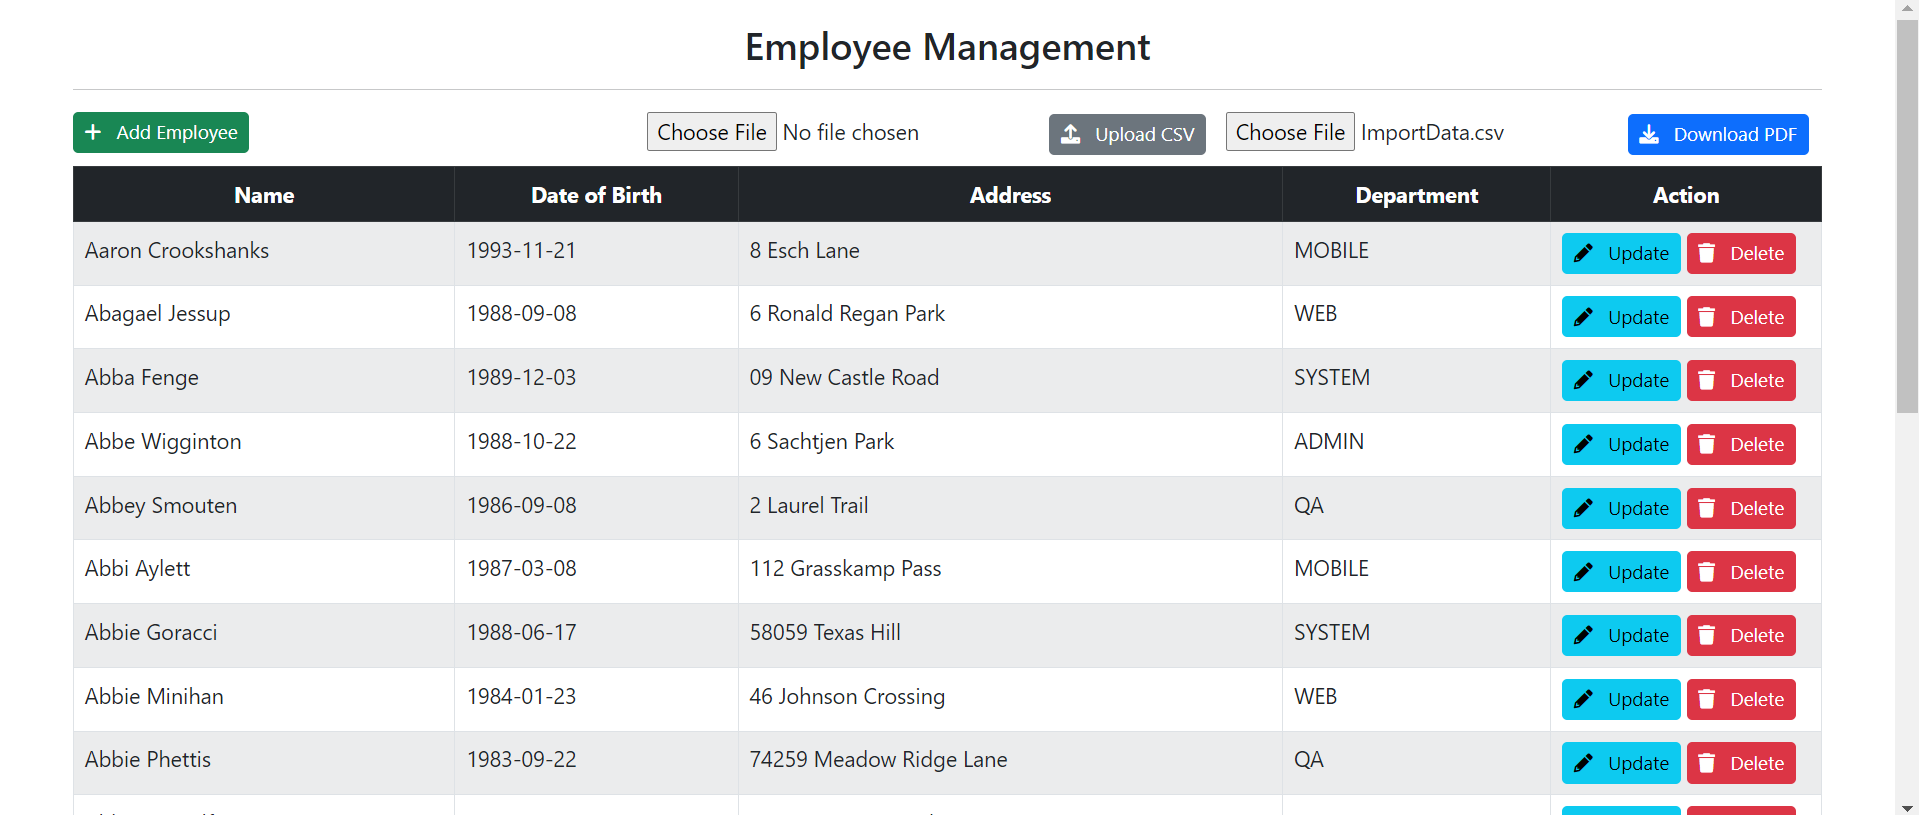 Employee Management
Add Employee Choose File No file chosen Upload CSV Choose File ImportData.csv Download PDF
Name Date of Birth Address Department Action
Aaron Crookshanks 1993-11-21 8 Esch Lane MOBILE Update Delete
Abagael Jessup 1988-09-08 6 Ronald Regan Park WEB Update Delete
Abba Fenge 1989-12-03 09 New Castle Road SYSTEM Update Delete
Abbe Wigginton 1988-10-22 6 Sachtjen Park ADMIN Update Delete
Abbey Smouten 1986-09-08 2 Laurel Trail QA Update Delete
Abbi Aylett 1987-03-08 112 Grasskamp Pass MOBILE Update Delete
Abbie Goracci 1988-06-17 58059 Texas Hill SYSTEM Update Delete
Abbie Minihan 1984-01-23 46 Johnson Crossing WEB Update Delete
Abbie Phettis 1983-09-22 74259 Meadow Ridge Lane QA Update Delete